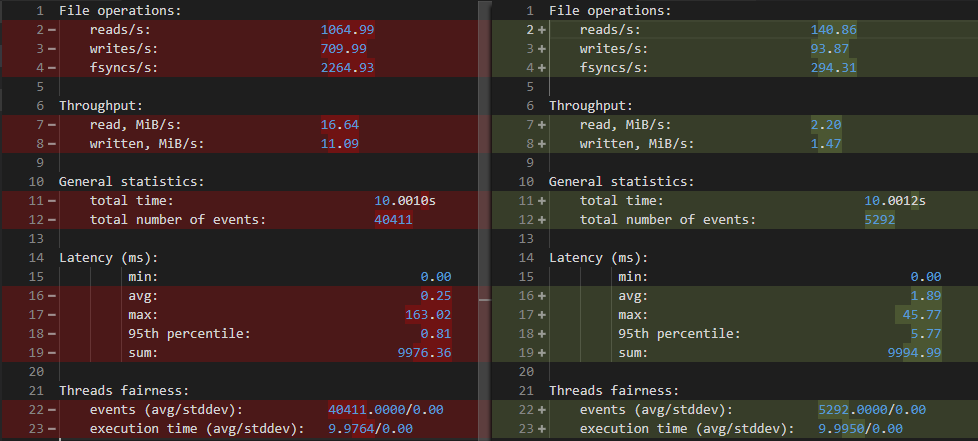 1 File operations:
2 − reads/s: 1064.99
3 − writes/s: 709.99
4 − fsyncs/s: 2264.93
5
6 Throughput:
7 − read, MiB/s: 16.64
8 − written, MiB/s: 11.09
9
10 General statistics:
11 − total time: 10.0010s
12 − total number of events: 40411
13
14 Latency (ms):
15 min: 0.00
16 − avg: 0.25
17 − max: 163.02
18 − 95th percentile: 0.81
19 − sum: 9976.36
20
21 Threads fairness:
22 − events (avg/stddev): 40411.0000/0.00
23 − execution time (avg/stddev): 9.9764/0.00
1 File operations:
2 + reads/s: 140.86
3 + writes/s: 93.87
4 + fsyncs/s: 294.31
5
6 Throughput:
7 + read, MiB/s: 2.20
8 + written, MiB/s: 1.47
9
10 General statistics:
11 + total time: 10.0012s
12 + total number of events: 5292
13
14 Latency (ms):
15 min: 0.00
16 + avg: 1.89
17 + max: 45.77
18 + 95th percentile: 5.77
19 + sum: 9994.99
20
21 Threads fairness:
22 + events (avg/stddev): 5292.0000/0.00
23 + execution time (avg/stddev): 9.9950/0.00